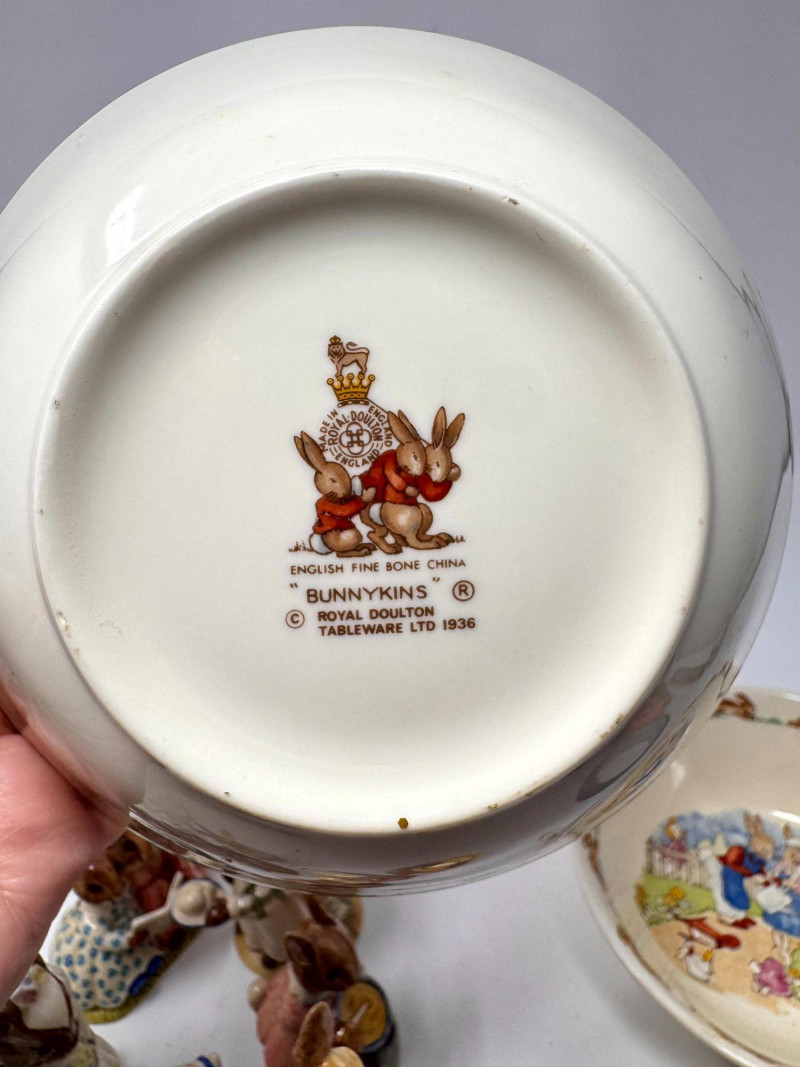 MADE IN ENGLAND
ROYAL·DOULTON
ENGLAND
ENGLISH FINE BONE CHINA
"BUNNYKINS" ®
© ROYAL DOULTON
TABLEWARE LTD 1936